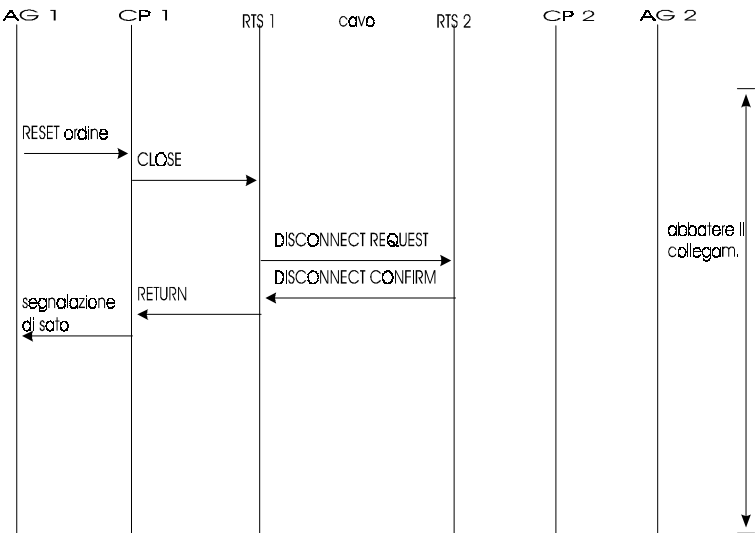 AG 1 CP 1 RTS 1 cavo RTS 2 CP 2 AG 2
RESET ordine
CLOSE
abbatere il
collegam.
DISCONNECT REQUEST
DISCONNECT CONFIRM
RETURN
segnalazione
di sato